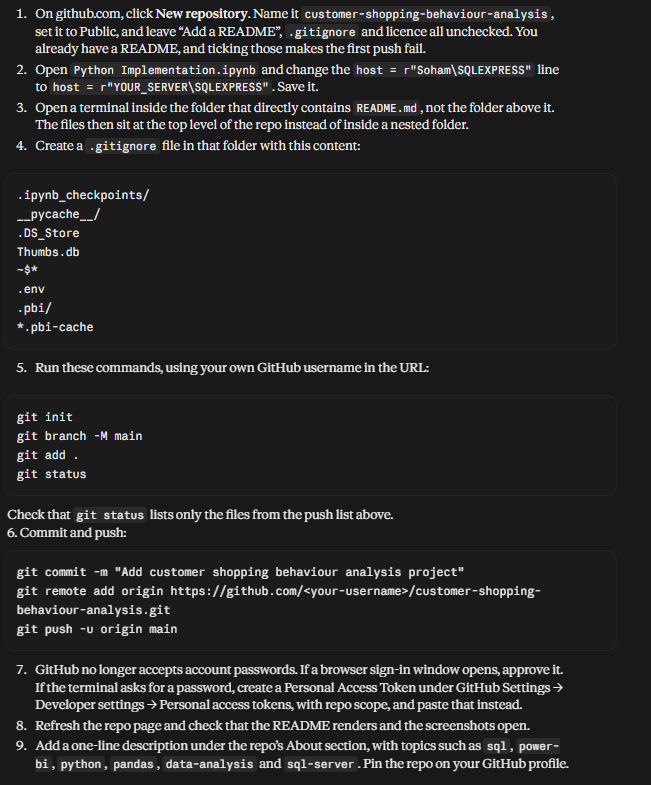 1. On github.com, click New repository. Name it customer-shopping-behaviour-analysis,
set it to Public, and leave “Add a README”, .gitignore and licence all unchecked. You
already have a README, and ticking those makes the first push fail.
2. Open Python Implementation.ipynb and change the host = r"Soham\SQLEXPRESS" line
to host = r"YOUR_SERVER\SQLEXPRESS". Save it.
3. Open a terminal inside the folder that directly contains README.md, not the folder above it.
The files then sit at the top level of the repo instead of inside a nested folder.
4. Create a .gitignore file in that folder with this content:
.ipynb_checkpoints/
__pycache__/
.DS_Store
Thumbs.db
~$*
.env
.pbi/
*.pbi-cache
5. Run these commands, using your own GitHub username in the URL:
git init
git branch -M main
git add .
git status
Check that git status lists only the files from the push list above.
6. Commit and push:
git commit -m "Add customer shopping behaviour analysis project"
git remote add origin https://github.com/<your-username>/customer-shopping-
behaviour-analysis.git
git push -u origin main
7. GitHub no longer accepts account passwords. If a browser sign-in window opens, approve it.
If the terminal asks for a password, create a Personal Access Token under GitHub Settings →
Developer settings → Personal access tokens, with repo scope, and paste that instead.
8. Refresh the repo page and check that the README renders and the screenshots open.
9. Add a one-line description under the repo’s About section, with topics such as sql, power-
bi, python, pandas, data-analysis and sql-server. Pin the repo on your GitHub profile.